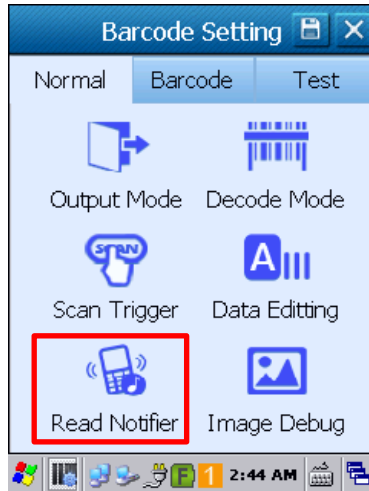 Barcode Setting
Normal Barcode Test
Output Mode Decode Mode
SCAN
A
Scan Trigger Data Editting
Read Notifier Image Debug
F 1 2:44 AM